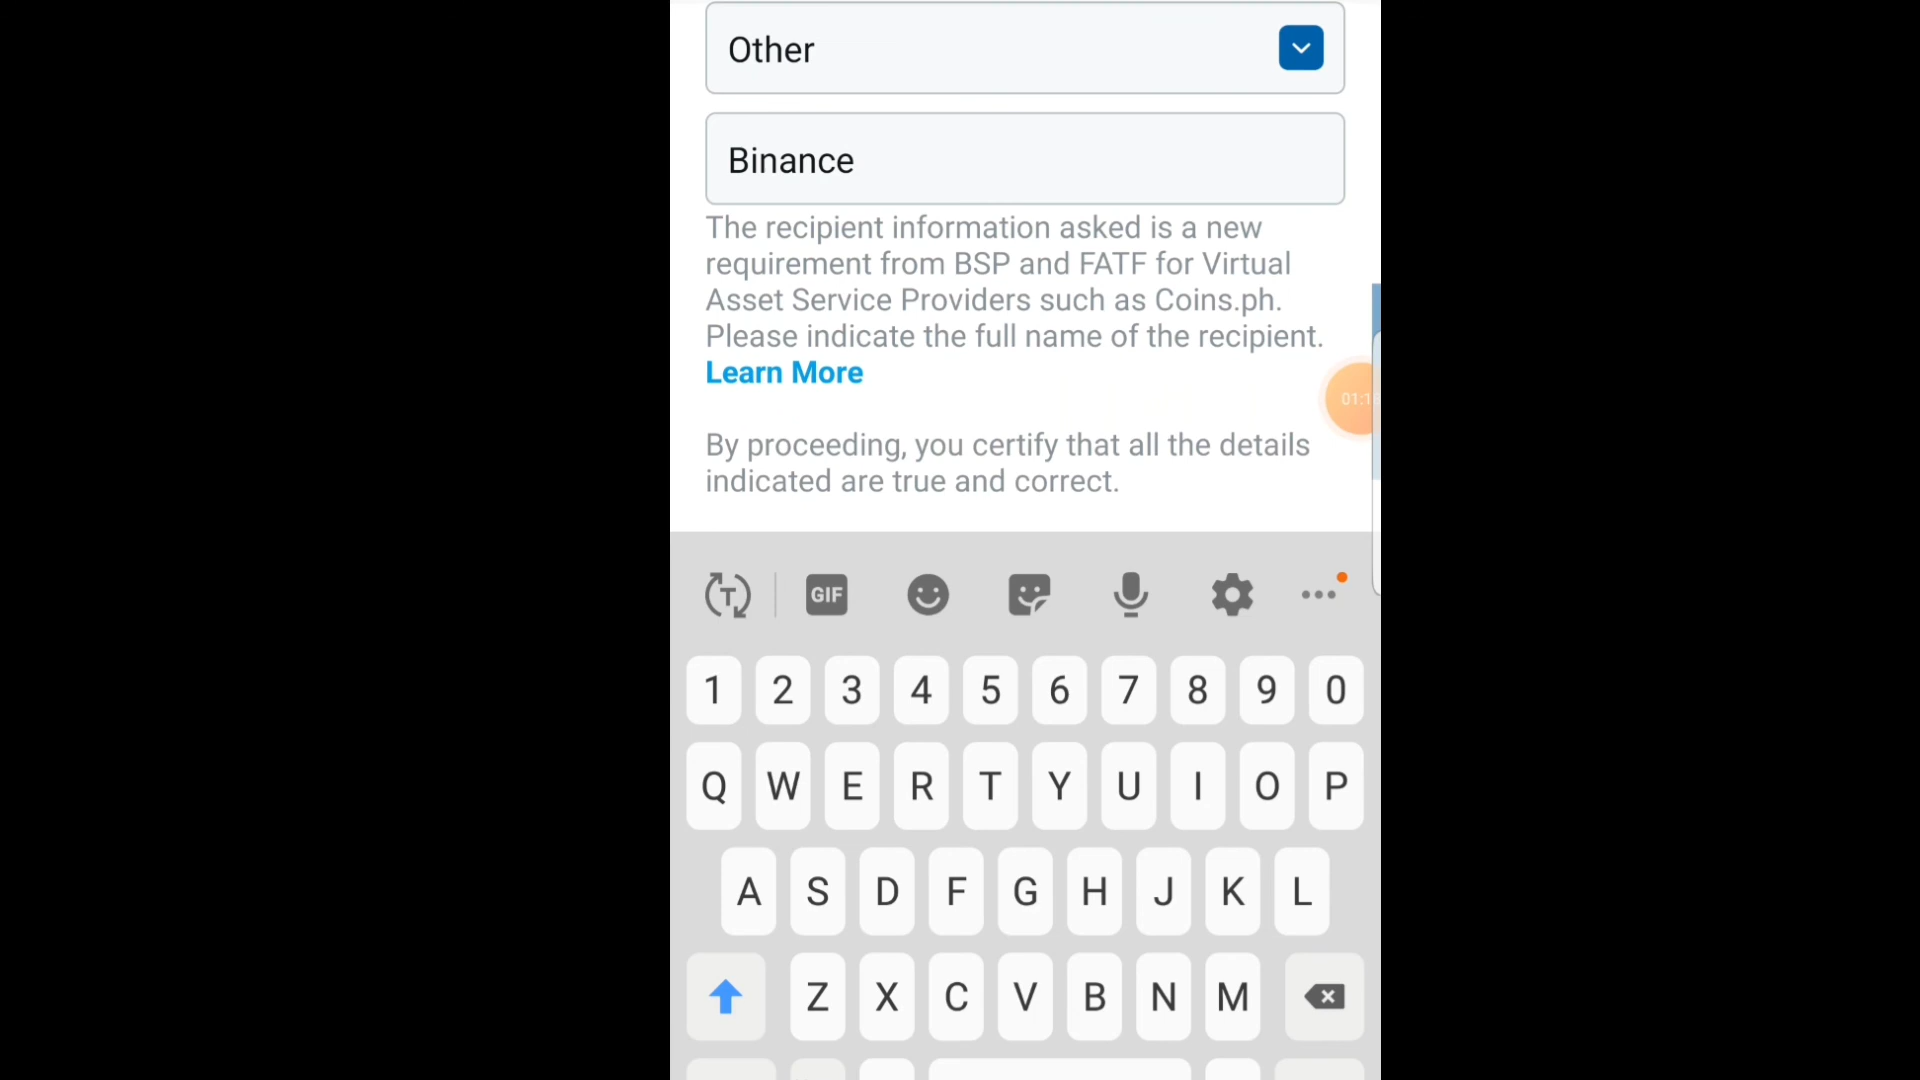 Other
Binance
The recipient information asked is a new
requirement from BSP and FATF for Virtual
Asset Service Providers such as Coins.ph.
Please indicate the full name of the recipient.
Learn More
01:1
By proceeding, you certify that all the details
indicated are true and correct.
T GIF
1 2 3 4 5 6 7 8 9 0
Q W E R T Y U I O P
A S D F G H J K L
Z X C V B N M